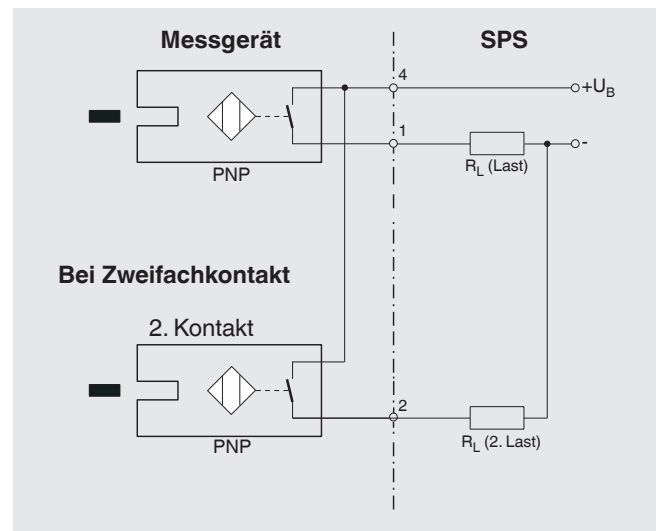 Messgerät
SPS
4
+U_B
1
-
R_L (Last)
PNP
Bei Zweifachkontakt
2. Kontakt
2
R_L (2. Last)
PNP